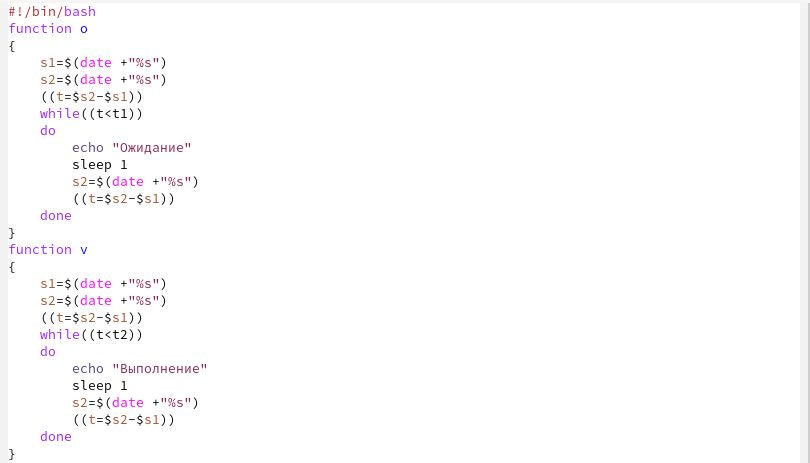 #!/bin/bash
function o
{
    s1=$(date +"%s")
    s2=$(date +"%s")
    ((t=$s2-$s1))
    while((t<t1))
    do
        echo "Ожидание"
        sleep 1
        s2=$(date +"%s")
        ((t=$s2-$s1))
    done
}
function v
{
    s1=$(date +"%s")
    s2=$(date +"%s")
    ((t=$s2-$s1))
    while((t<t2))
    do
        echo "Выполнение"
        sleep 1
        s2=$(date +"%s")
        ((t=$s2-$s1))
    done
}